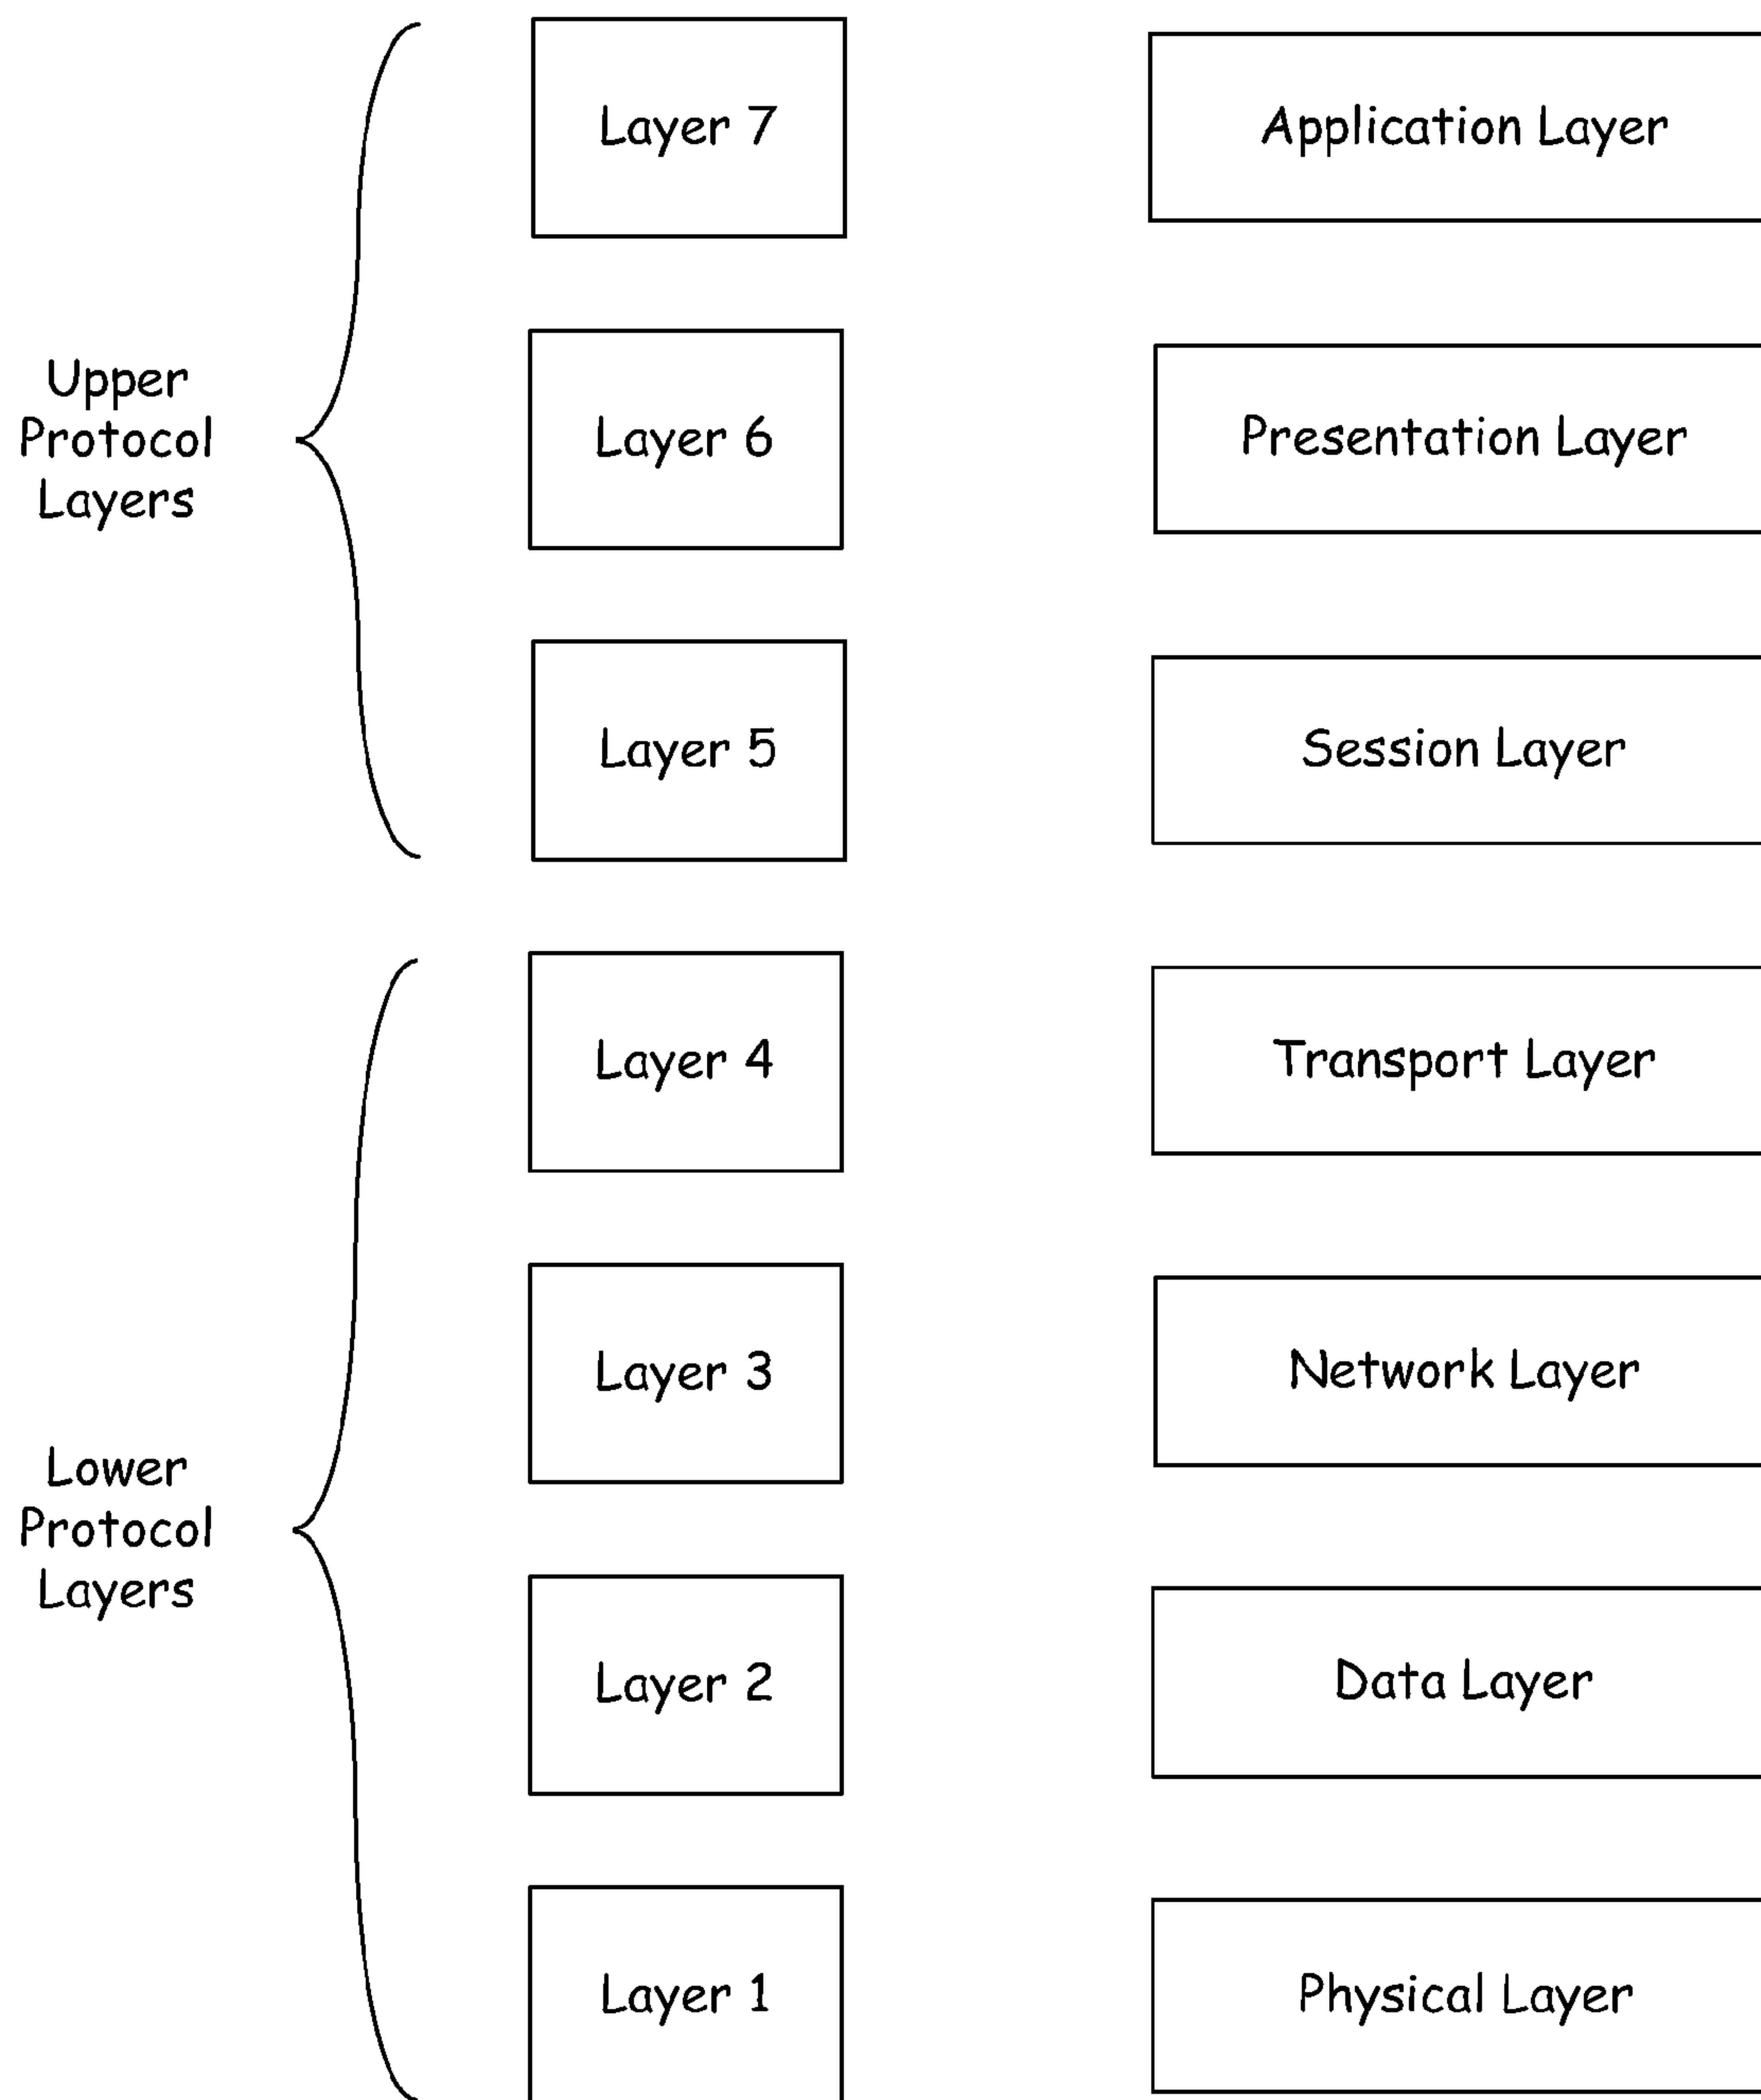 Layer 7
Application Layer
Upper
Protocol
Layers
Layer 6
Presentation Layer
Layer 5
Session Layer
Layer 4
Transport Layer
Layer 3
Network Layer
Lower
Protocol
Layers
Layer 2
Data Layer
Layer 1
Physical Layer